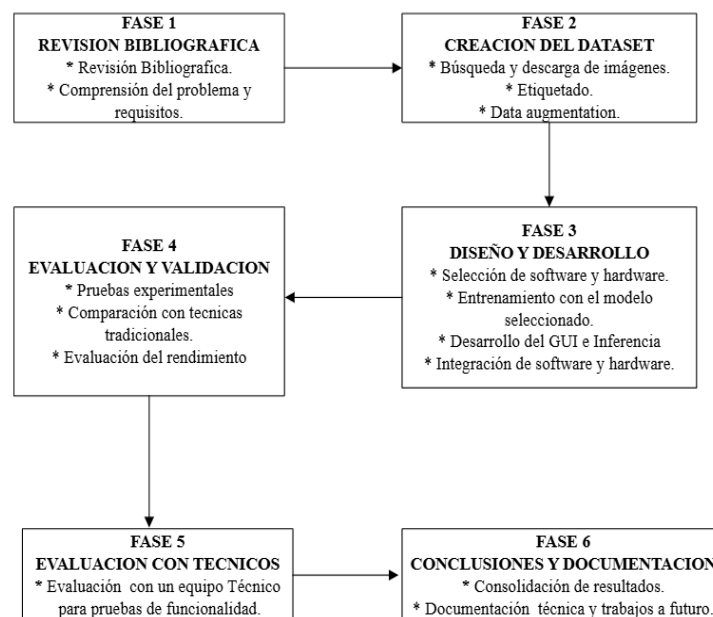 FASE 1
REVISION BIBLIOGRAFICA
* Revisión Bibliografica.
* Comprensión del problema y
requisitos.
FASE 2
CREACION DEL DATASET
* Búsqueda y descarga de imágenes.
* Etiquetado.
* Data augmentation.
FASE 3
DISEÑO Y DESARROLLO
* Selección de software y hardware.
* Entrenamiento con el modelo
seleccionado.
* Desarrollo del GUI e Inferencia
* Integración de software y hardware.
FASE 4
EVALUACION Y VALIDACION
* Pruebas experimentales
* Comparación con tecnicas
tradicionales.
* Evaluación del rendimiento
FASE 5
EVALUACION CON TECNICOS
* Evaluación con un equipo Técnico
para pruebas de funcionalidad.
FASE 6
CONCLUSIONES Y DOCUMENTACION
* Consolidación de resultados.
* Documentación técnica y trabajos a futuro.